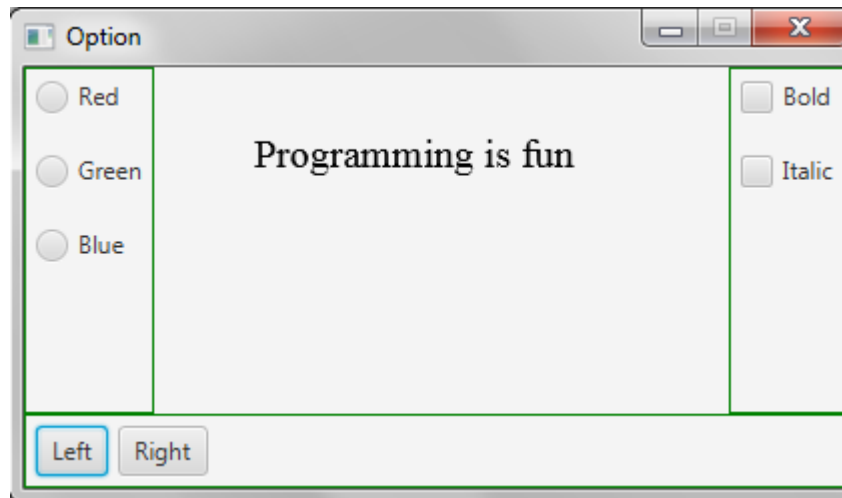 Option
Red
Green
Blue
Programming is fun
Bold
Italic
Left Right